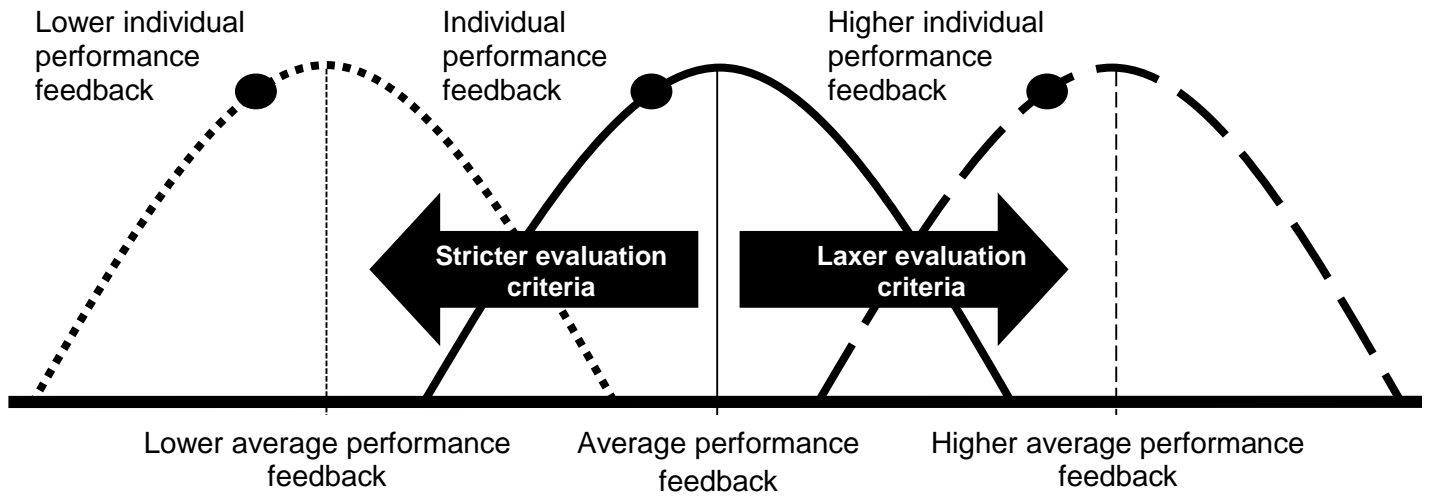 Lower individual
performance
feedback
Individual
performance
feedback
Higher individual
performance
feedback
Stricter evaluation
criteria
Laxer evaluation
criteria
Lower average performance
feedback
Average performance
feedback
Higher average performance
feedback